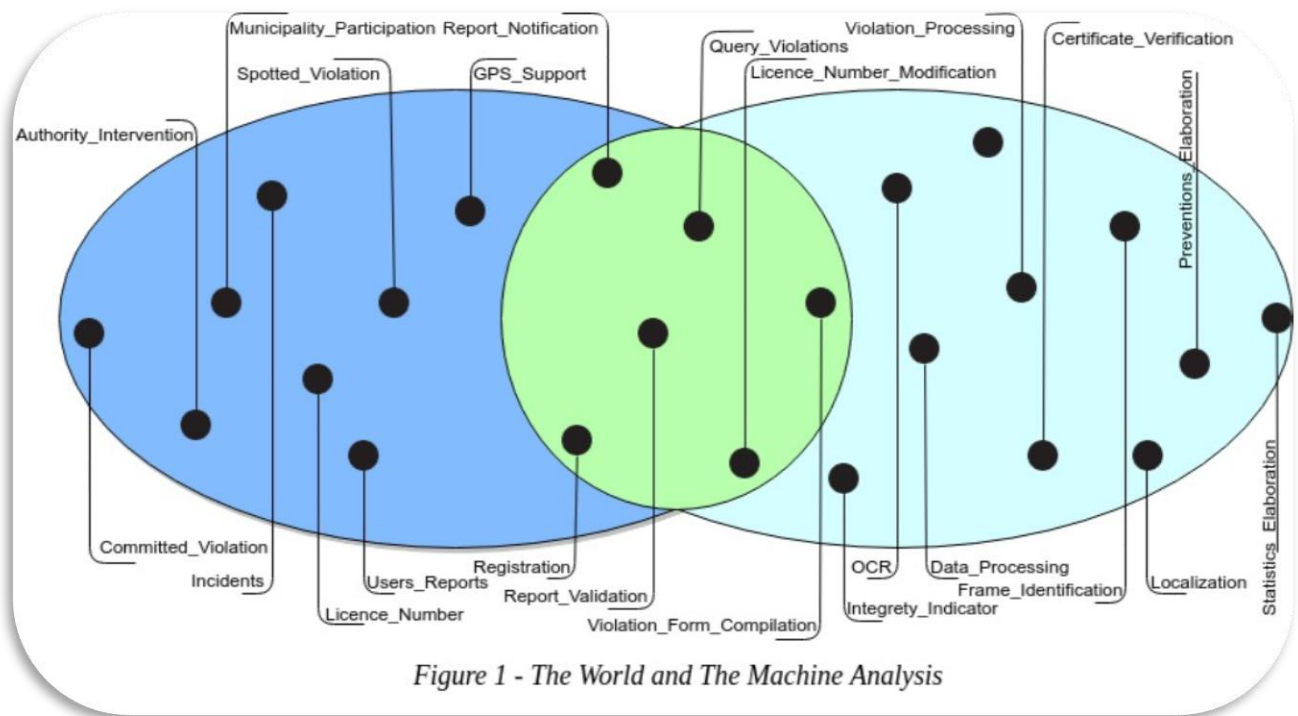 Municipality_Participation
Report_Notification
Violation_Processing
Certificate_Verification
Query_Violations
Spotted_Violation
GPS_Support
Licence_Number_Modification
Authority_Intervention
Preventions_Elaboration
Committed_Violation
Incidents
Users_Reports
Licence_Number
Registration
Report_Validation
Violation_Form_Compilation
OCR
Data_Processing
Frame_Identification
Localization
Integrety_Indicator
Statistics_Elaboration
Figure 1 - The World and The Machine Analysis